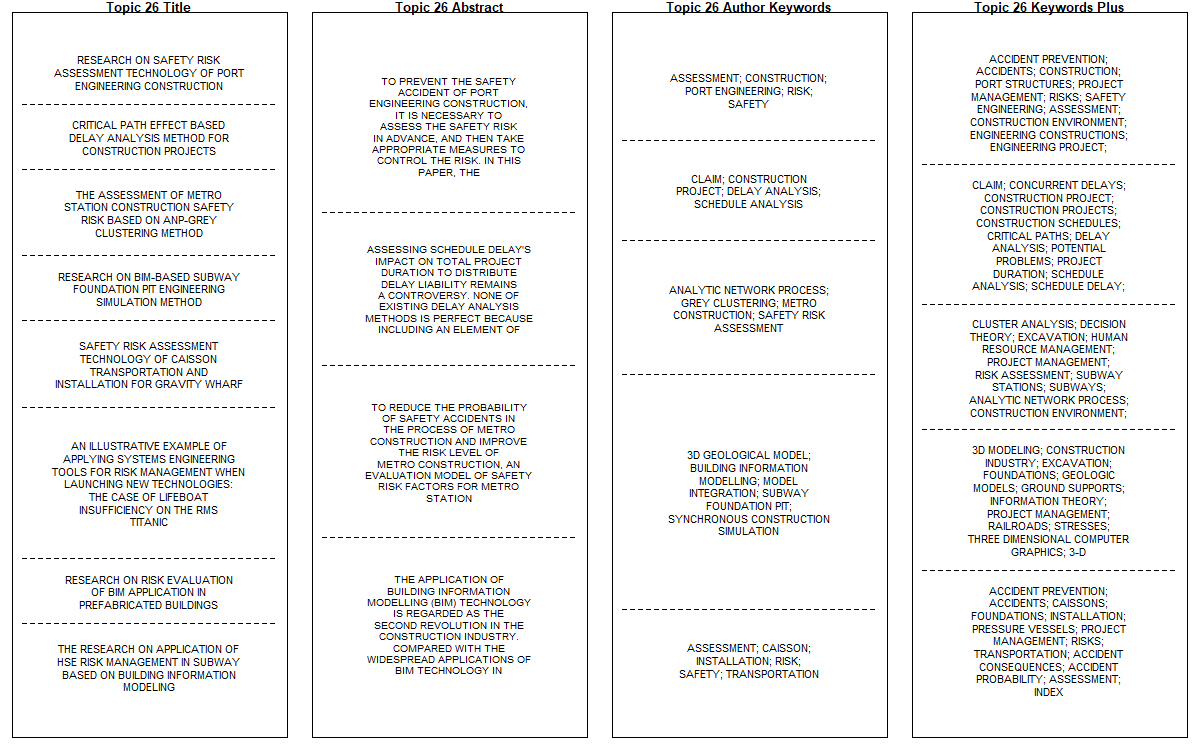 Topic 26 Title
RESEARCH ON SAFETY RISK
ASSESSMENT TECHNOLOGY OF PORT
ENGINEERING CONSTRUCTION
CRITICAL PATH EFFECT BASED
DELAY ANALYSIS METHOD FOR
CONSTRUCTION PROJECTS
THE ASSESSMENT OF METRO
STATION CONSTRUCTION SAFETY
RISK BASED ON ANP-GREY
CLUSTERING METHOD
RESEARCH ON BIM-BASED SUBWAY
FOUNDATION PIT ENGINEERING
SIMULATION METHOD
SAFETY RISK ASSESSMENT
TECHNOLOGY OF CAISSON
TRANSPORTATION AND
INSTALLATION FOR GRAVITY WHARF
AN ILLUSTRATIVE EXAMPLE OF
APPLYING SYSTEMS ENGINEERING
TOOLS FOR RISK MANAGEMENT WHEN
LAUNCHING NEW TECHNOLOGIES:
THE CASE OF LIFEBOAT
INSUFFICIENCY ON THE RMS
TITANIC
RESEARCH ON RISK EVALUATION
OF BIM APPLICATION IN
PREFABRICATED BUILDINGS
THE RESEARCH ON APPLICATION OF
HSE RISK MANAGEMENT IN SUBWAY
BASED ON BUILDING INFORMATION
MODELING
Topic 26 Abstract
TO PREVENT THE SAFETY
ACCIDENT OF PORT
ENGINEERING CONSTRUCTION,
IT IS NECESSARY TO
ASSESS THE SAFETY RISK
IN ADVANCE, AND THEN TAKE
APPROPRIATE MEASURES TO
CONTROL THE RISK. IN THIS
PAPER, THE
ASSESSING SCHEDULE DELAY'S
IMPACT ON TOTAL PROJECT
DURATION TO DISTRIBUTE
DELAY LIABILITY REMAINS
A CONTROVERSY. NONE OF
EXISTING DELAY ANALYSIS
METHODS IS PERFECT BECAUSE
INCLUDING AN ELEMENT OF
TO REDUCE THE PROBABILITY
OF SAFETY ACCIDENTS IN
THE PROCESS OF METRO
CONSTRUCTION AND IMPROVE
THE RISK LEVEL OF
METRO CONSTRUCTION, AN
EVALUATION MODEL OF SAFETY
RISK FACTORS FOR METRO
STATION
THE APPLICATION OF
BUILDING INFORMATION
MODELLING (BIM) TECHNOLOGY
IS REGARDED AS THE
SECOND REVOLUTION IN THE
CONSTRUCTION INDUSTRY.
COMPARED WITH THE
WIDESPREAD APPLICATIONS OF
BIM TECHNOLOGY IN
Topic 26 Author Keywords
ASSESSMENT; CONSTRUCTION;
PORT ENGINEERING; RISK;
SAFETY
CLAIM; CONSTRUCTION
PROJECT; DELAY ANALYSIS;
SCHEDULE ANALYSIS
ANALYTIC NETWORK PROCESS;
GREY CLUSTERING; METRO
CONSTRUCTION; SAFETY RISK
ASSESSMENT
3D GEOLOGICAL MODEL;
BUILDING INFORMATION
MODELLING; MODEL
INTEGRATION; SUBWAY
FOUNDATION PIT;
SYNCHRONOUS CONSTRUCTION
SIMULATION
ASSESSMENT; CAISSON;
INSTALLATION; RISK;
SAFETY; TRANSPORTATION
Topic 26 Keywords Plus
ACCIDENT PREVENTION;
ACCIDENTS; CONSTRUCTION;
PORT STRUCTURES; PROJECT
MANAGEMENT; RISKS; SAFETY
ENGINEERING; ASSESSMENT;
CONSTRUCTION ENVIRONMENT;
ENGINEERING CONSTRUCTIONS;
ENGINEERING PROJECT;
CLAIM; CONCURRENT DELAYS;
CONSTRUCTION PROJECT;
CONSTRUCTION PROJECTS;
CONSTRUCTION SCHEDULES;
CRITICAL PATHS; DELAY
ANALYSIS; POTENTIAL
PROBLEMS; PROJECT
DURATION; SCHEDULE
ANALYSIS; SCHEDULE DELAY;
CLUSTER ANALYSIS; DECISION
THEORY; EXCAVATION; HUMAN
RESOURCE MANAGEMENT;
PROJECT MANAGEMENT;
RISK ASSESSMENT; SUBWAY
STATIONS; SUBWAYS;
ANALYTIC NETWORK PROCESS;
CONSTRUCTION ENVIRONMENT;
3D MODELING; CONSTRUCTION
INDUSTRY; EXCAVATION;
FOUNDATIONS; GEOLOGIC
MODELS; GROUND SUPPORTS;
INFORMATION THEORY;
PROJECT MANAGEMENT;
RAILROADS; STRESSES;
THREE DIMENSIONAL COMPUTER
GRAPHICS; 3-D
ACCIDENT PREVENTION;
ACCIDENTS; CAISSONS;
FOUNDATIONS; INSTALLATION;
PRESSURE VESSELS; PROJECT
MANAGEMENT; RISKS;
TRANSPORTATION; ACCIDENT
CONSEQUENCES; ACCIDENT
PROBABILITY; ASSESSMENT;
INDEX